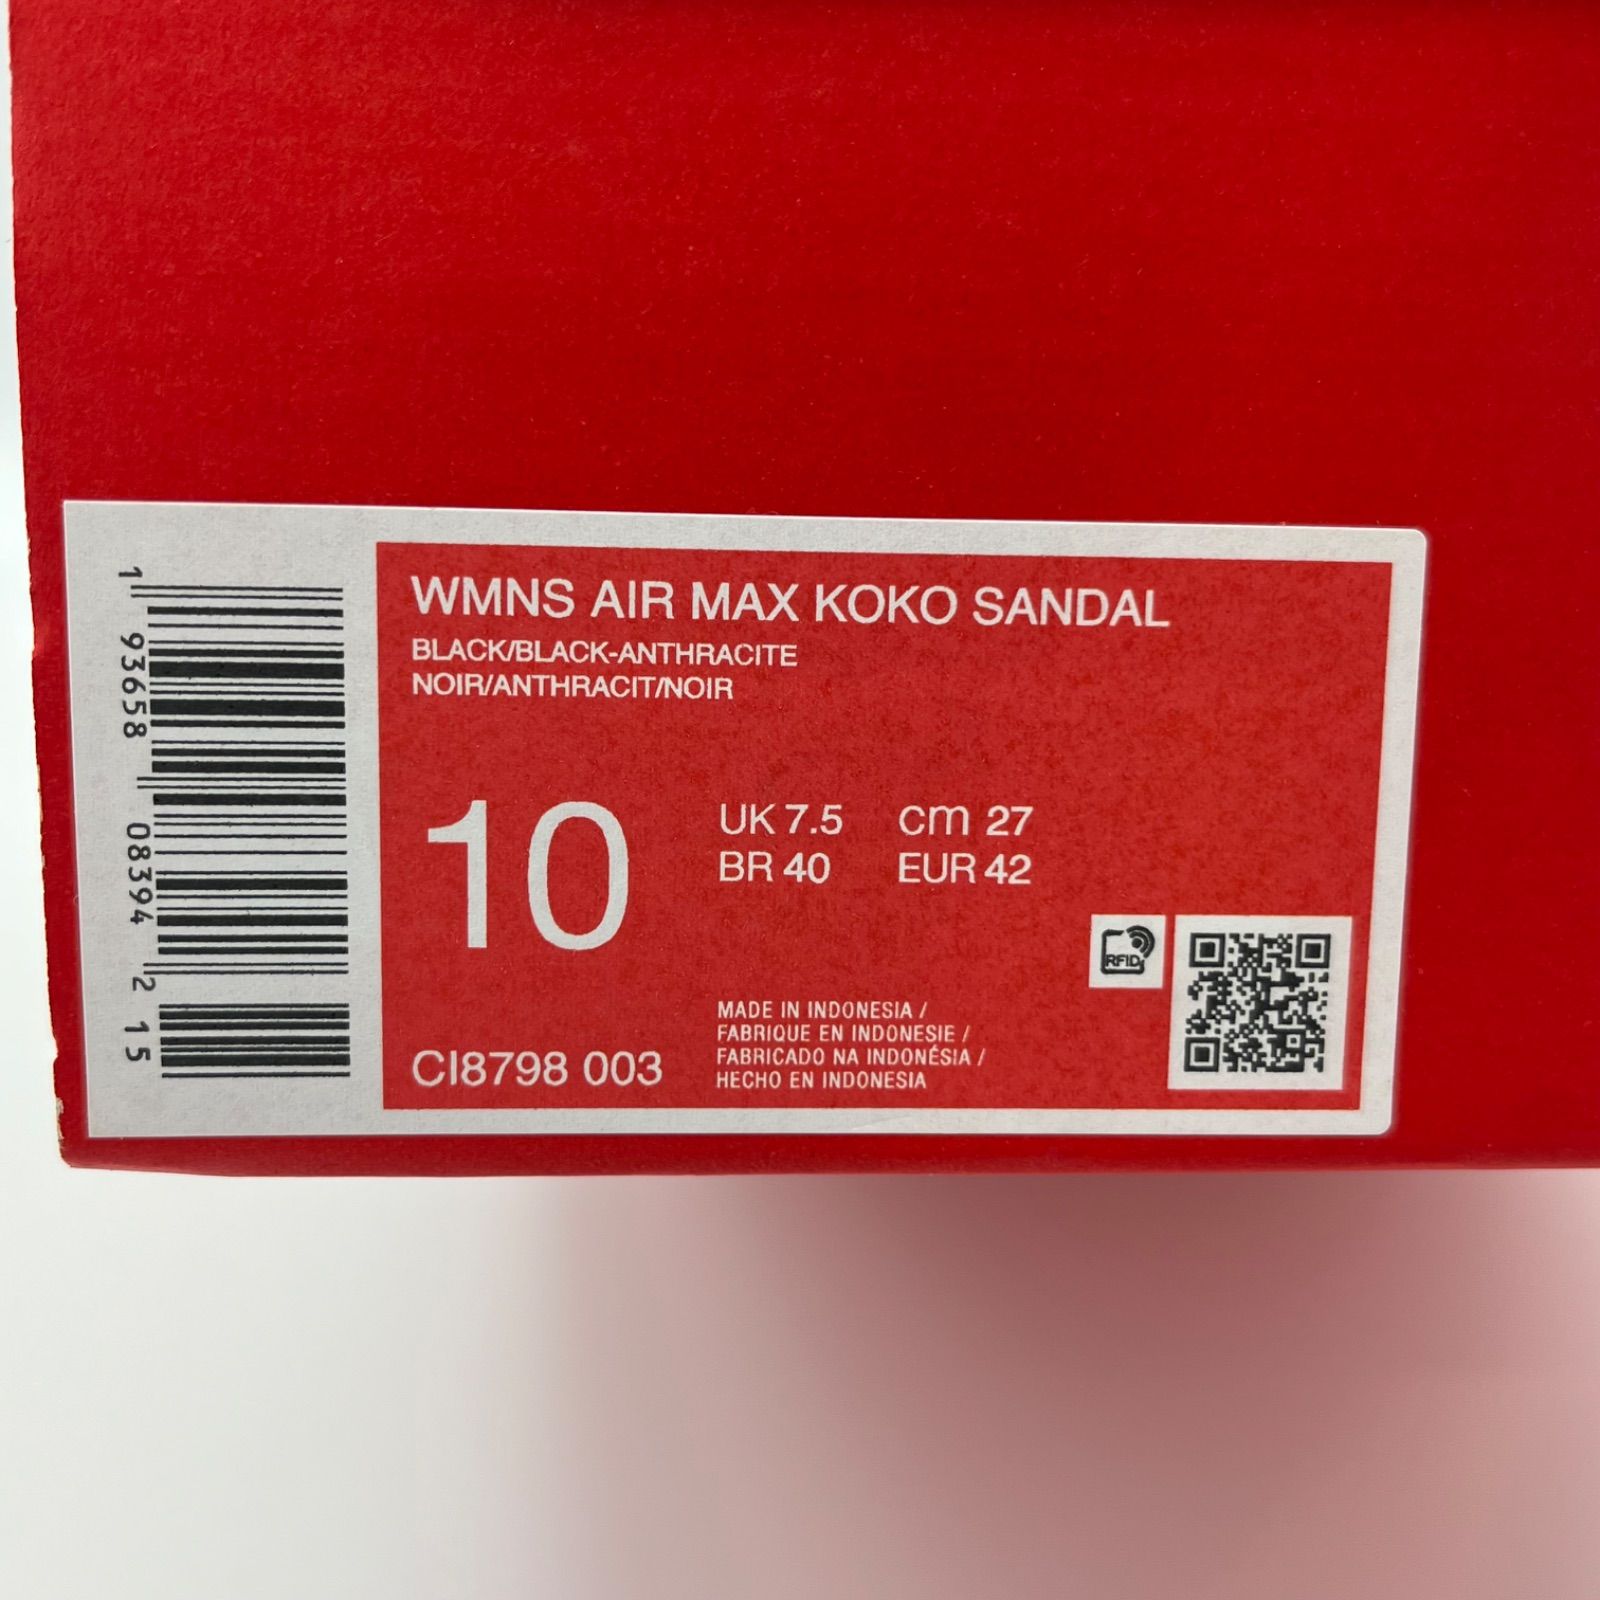 WMNS AIR MAX KOKO SANDAL
BLACK/BLACK-ANTHRACITE
NOIR/ANTHRACIT/NOIR
10
UK 7.5 cm 27
BR 40 EUR 42
RFID
CI8798 003
MADE IN INDONESIA /
FABRIQUE EN INDONESIE /
FABRICADO NA INDONÉSIA /
HECHO EN INDONESIA
1 93658 08394 2 15